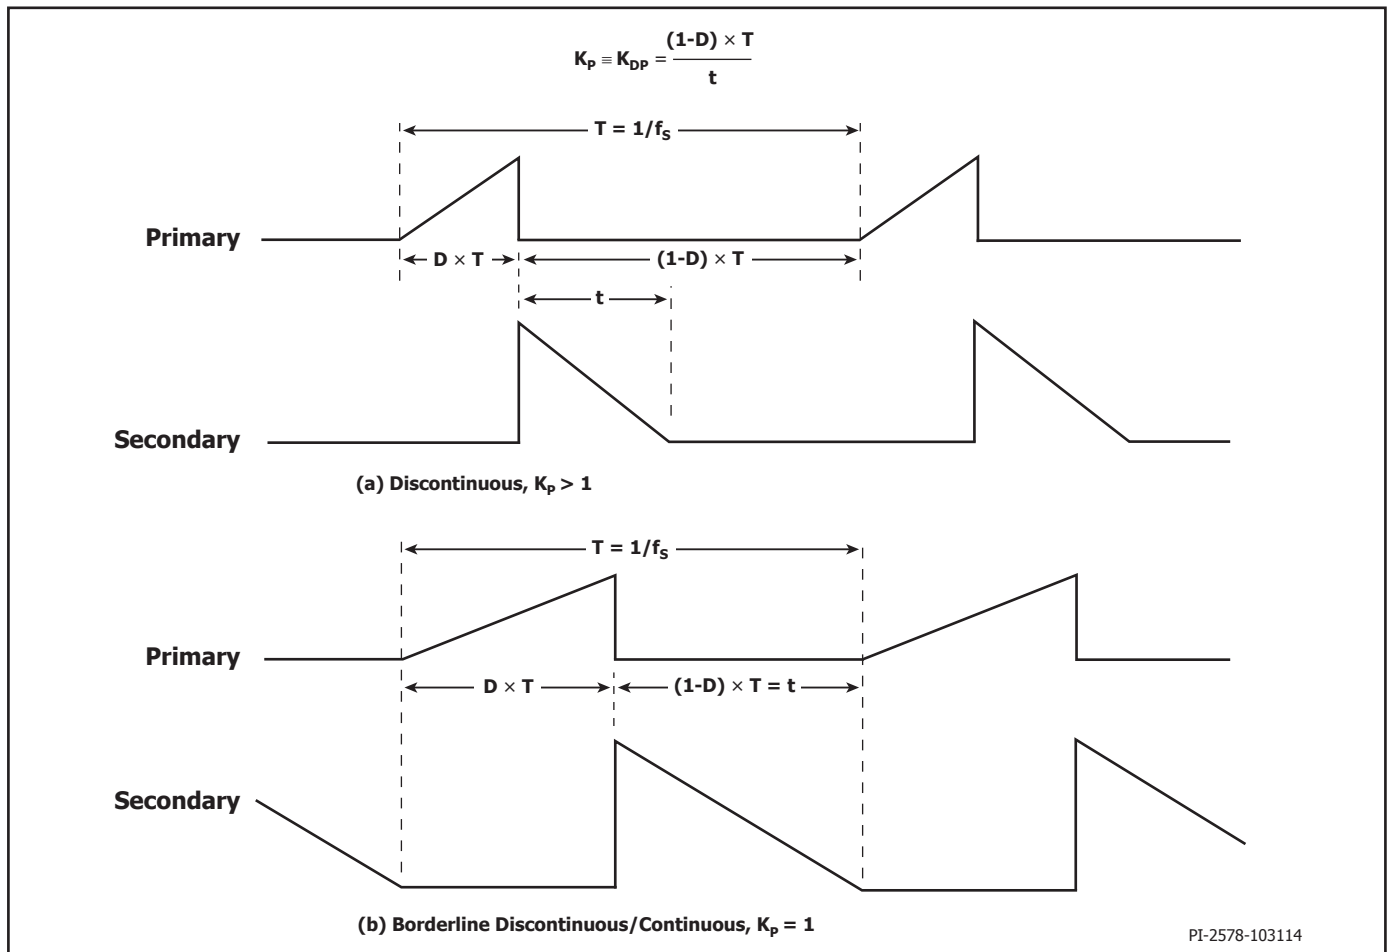 K_P ≡ K_DP = (1-D) × T / t
T = 1/f_S
Primary
D × T
(1-D) × T
t
Secondary
(a) Discontinuous, K_P > 1
T = 1/f_S
Primary
D × T
(1-D) × T = t
Secondary
(b) Borderline Discontinuous/Continuous, K_P = 1
PI-2578-103114